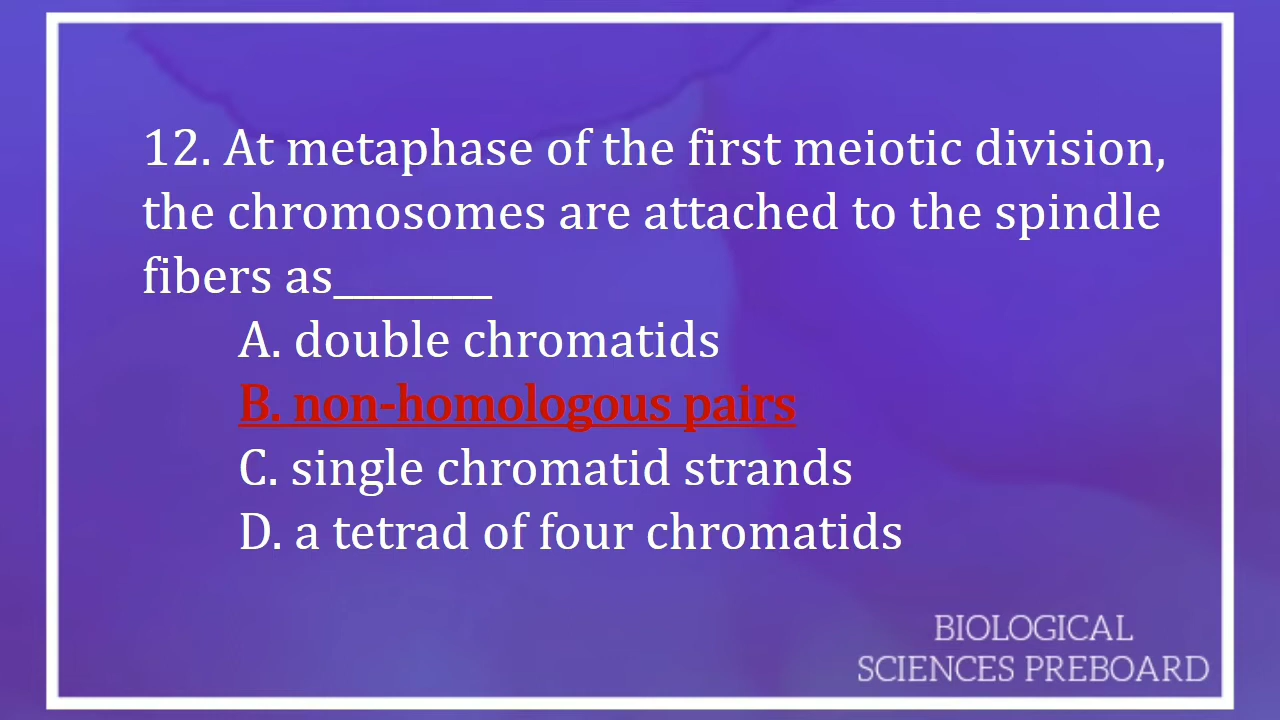 12. At metaphase of the first meiotic division,
the chromosomes are attached to the spindle
fibers as________
A. double chromatids
B. non-homologous pairs
C. single chromatid strands
D. a tetrad of four chromatids
BIOLOGICAL
SCIENCES PREBOARD